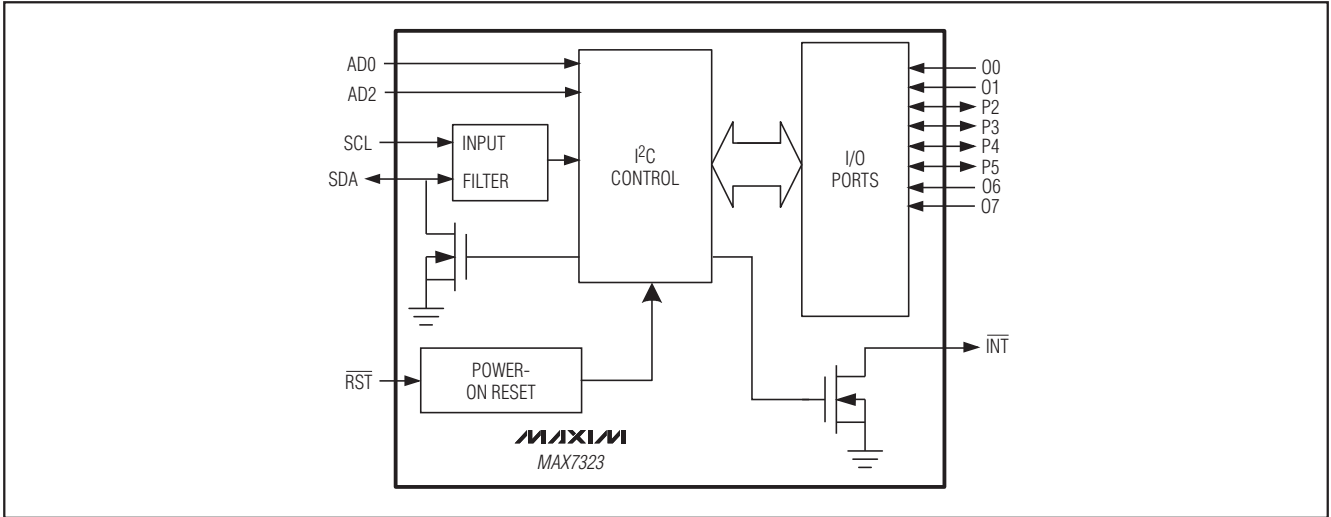 AD0
AD2
SCL
SDA
INPUT
FILTER
I²C
CONTROL
I/O
PORTS
O0
O1
P2
P3
P4
P5
O6
O7
INT
RST
POWER-
ON RESET
MAXIM
MAX7323